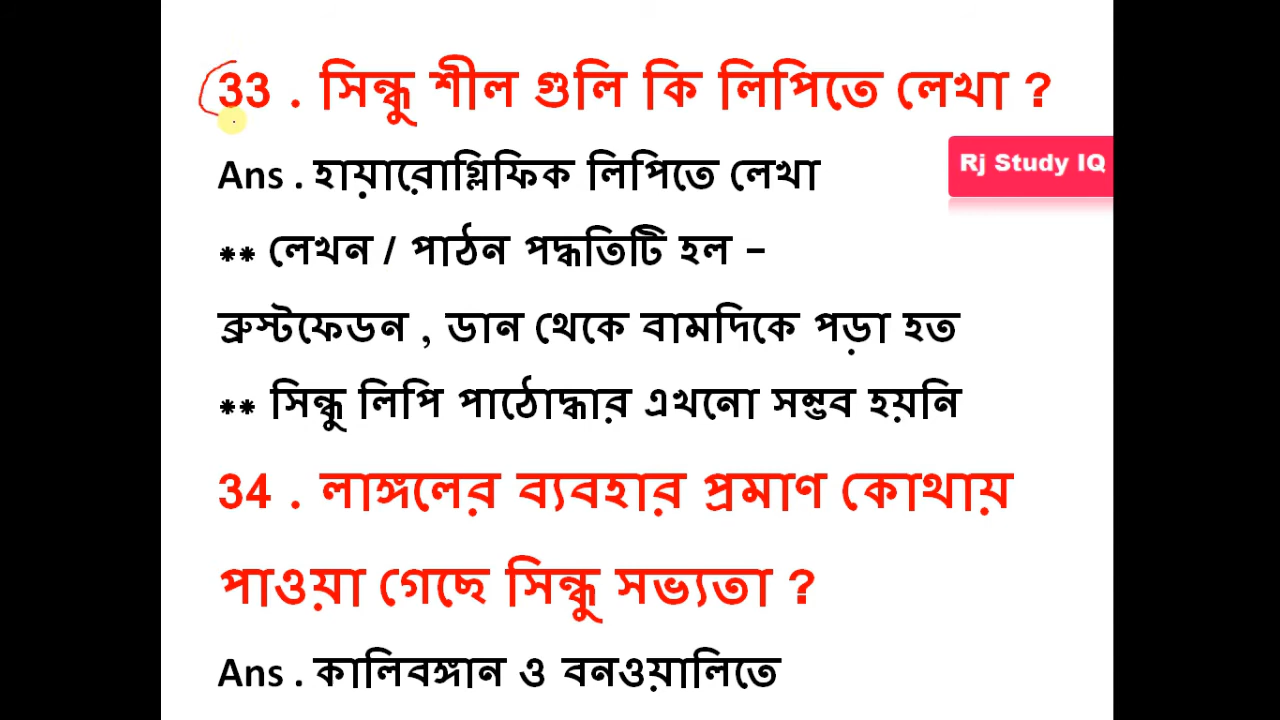 33 . সিন্ধু শীল গুলি কি লিপিতে লেখা ?
Ans . হায়ারোগ্লিফিক লিপিতে লেখা
Rj Study IQ
** লেখন / পাঠন পদ্ধতিটি হল –
ব্রুস্টফেডন , ডান থেকে বামদিকে পড়া হত
** সিন্ধু লিপি পাঠোদ্ধার এখনো সম্ভব হয়নি
34 . লাঙ্গলের ব্যবহার প্রমাণ কোথায়
পাওয়া গেছে সিন্ধু সভ্যতা ?
Ans . কালিবঙ্গান ও বনওয়ালিতে